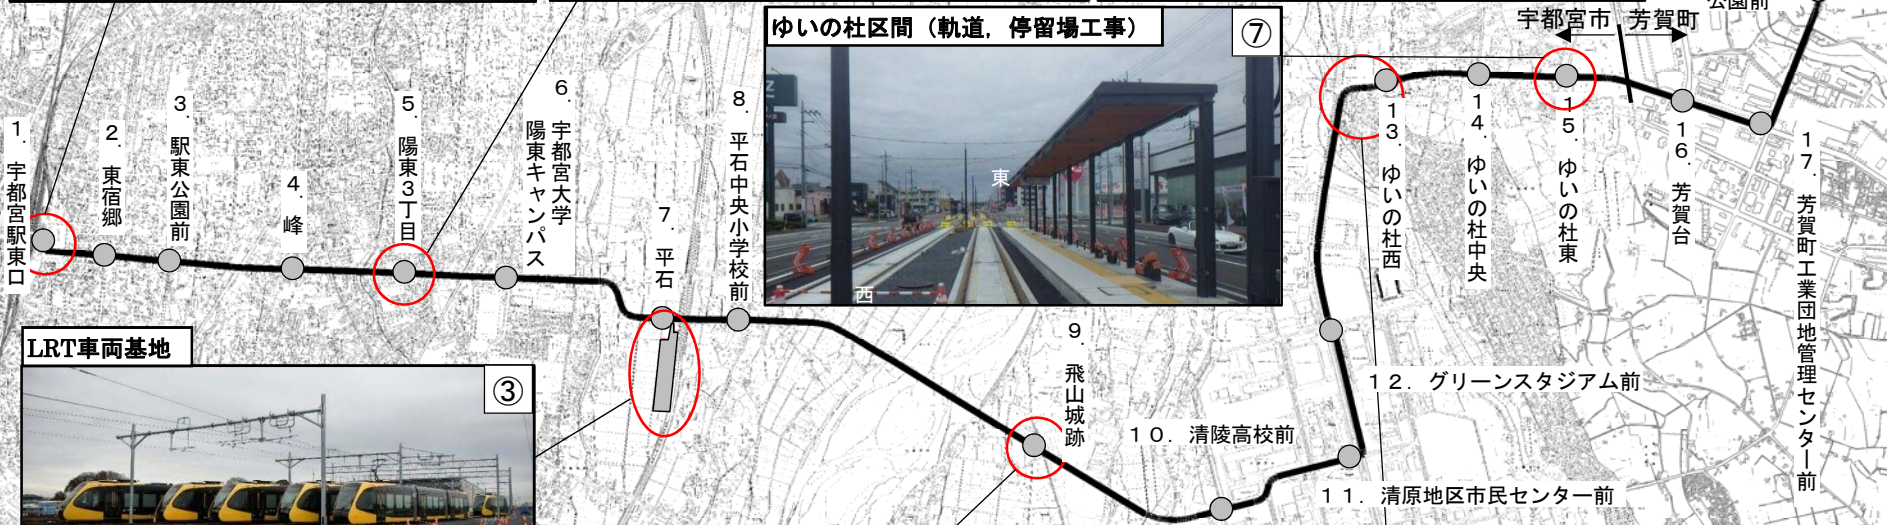 公園前
宇都宮市 芳賀町
ゆいの杜区間（軌道，停留場工事）
⑦
東
西
1．宇都宮駅東口
2．東宿郷
3．駅東公園前
4．峰
5．陽東3丁目
6．宇都宮大学
陽東キャンパス
7．平石
8．平石中央小学校前
9．飛山城跡
10．清陵高校前
11．清原地区市民センター前
12．グリーンスタジアム前
13．ゆいの杜西
14．ゆいの杜中央
15．ゆいの杜東
16．芳賀台
17．芳賀町工業団地管理センター前
LRT車両基地
③